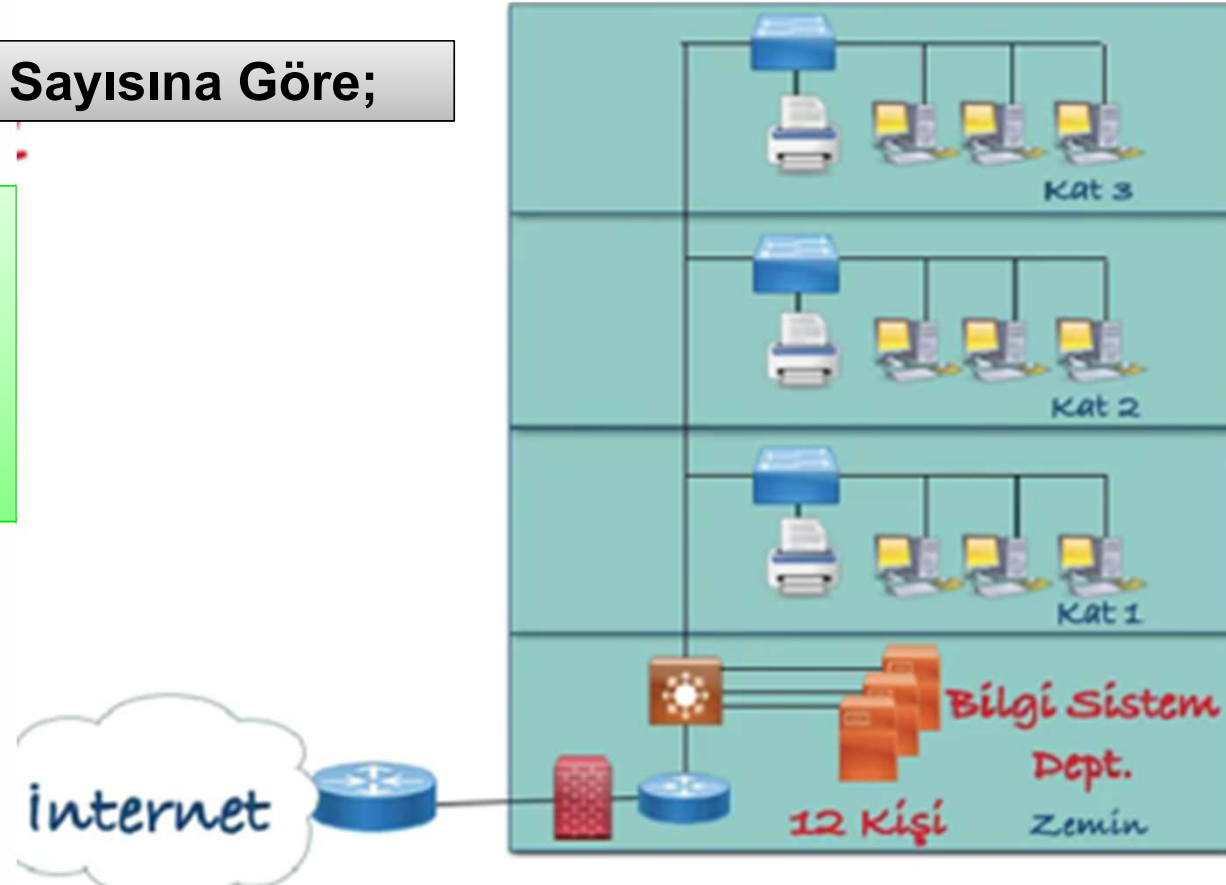 Sayısına Göre;
Kat 3
Kat 2
Kat 1
Bilgi Sistem
Dept.
12 Kişi
Zemin
internet